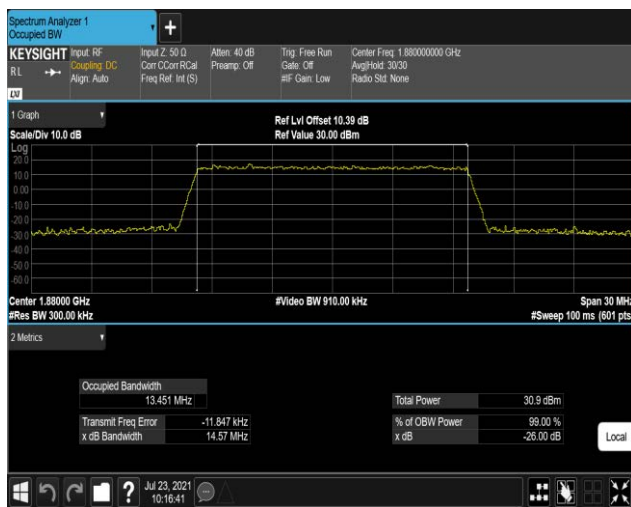 Spectrum Analyzer 1
Occupied BW
KEYSIGHT
Input: RF
Coupling: DC
Align: Auto
Input Z: 50 Ω
Corr CCorr RCal
Freq Ref: Int (S)
Atten: 40 dB
Preamp: Off
Trig: Free Run
Gate: Off
#IF Gain: Low
Center Freq: 1.880000000 GHz
Avg|Hold: 30/30
Radio Std: None
RL
LXI
1 Graph
Scale/Div 10.0 dB
Ref Lvl Offset 10.39 dB
Ref Value 30.00 dBm
Log
20.0
10.0
0.00
-10.0
-20.0
-30.0
-40.0
-50.0
-60.0
Center 1.88000 GHz
#Res BW 300.00 kHz
#Video BW 910.00 kHz
Span 30 MHz
#Sweep 100 ms (601 pts
2 Metrics
Occupied Bandwidth
13.451 MHz
Transmit Freq Error -11.847 kHz
x dB Bandwidth 14.57 MHz
Total Power 30.9 dBm
% of OBW Power 99.00 %
x dB -26.00 dB
Local
?
Jul 23, 2021
10:16:41